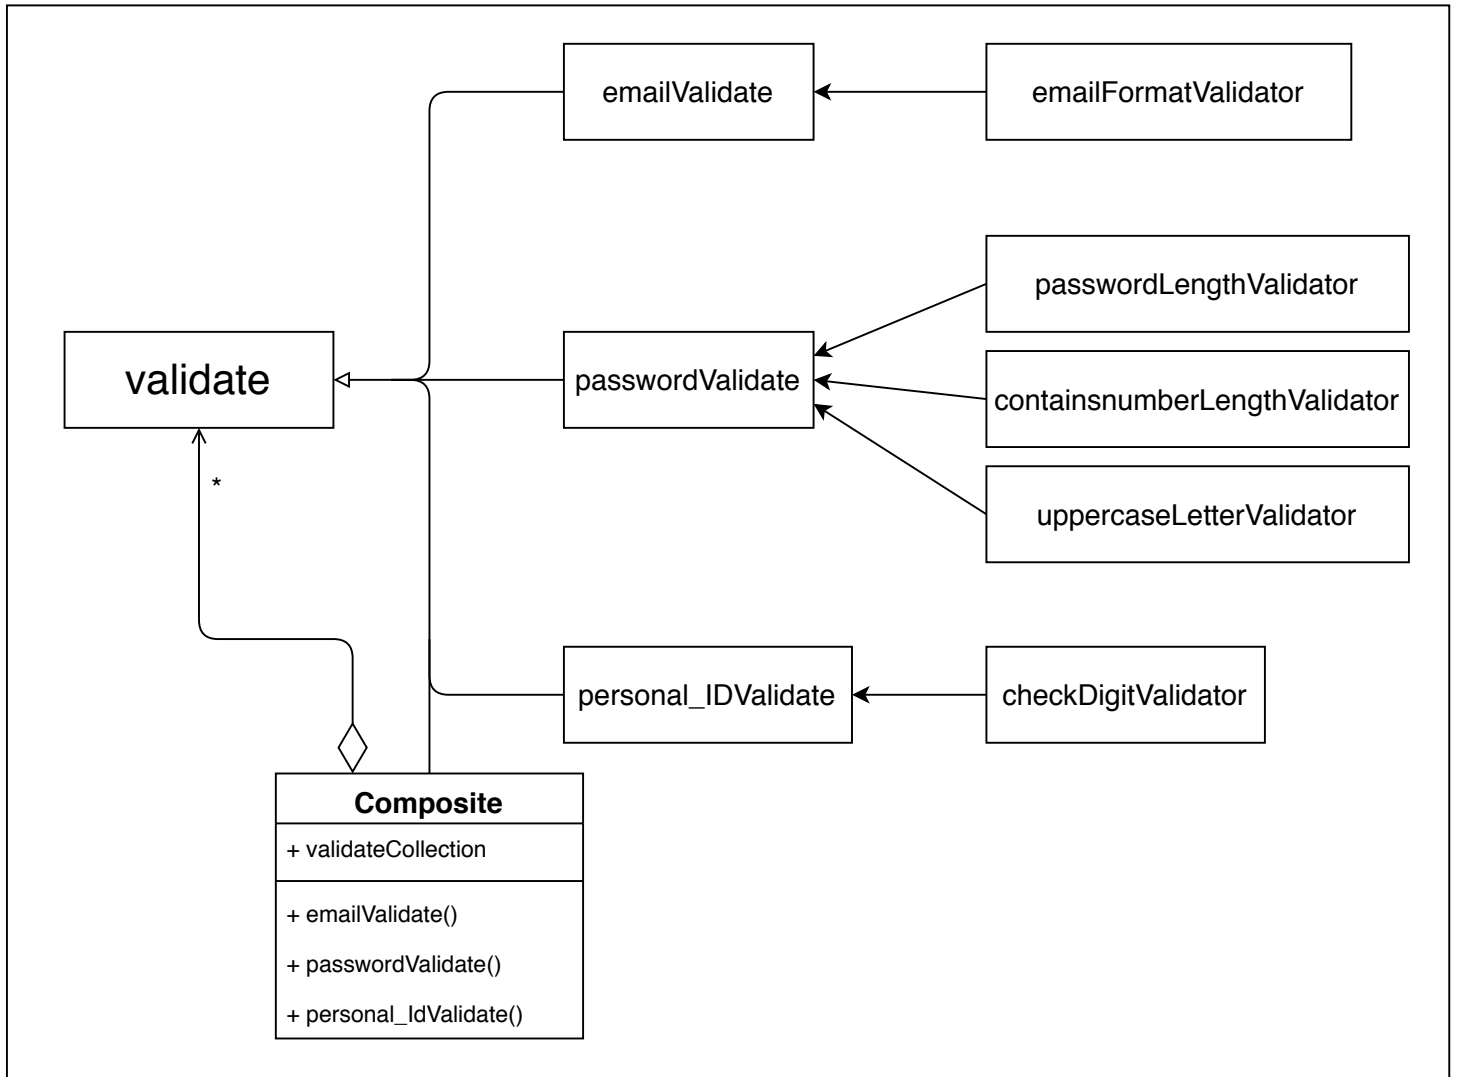 emailValidate
emailFormatValidator
passwordLengthValidator
validate
passwordValidate
containsnumberLengthValidator
*
uppercaseLetterValidator
personal_IDValidate
checkDigitValidator
Composite
+ validateCollection
+ emailValidate()
+ passwordValidate()
+ personal_IdValidate()